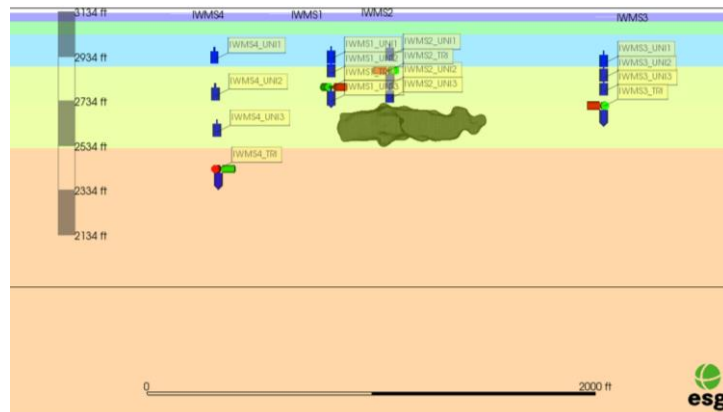 3134 ft
IWMS4
IWMS1
IWMS2
IWMS3
2934 ft
IWMS4_UNI1
IWMS1_UNI1
IWMS2_UNI1
IWMS2_TRI
IWMS3_UNI1
IWMS3_UNI2
IWMS2_UNI2
IWMS3_UNI3
IWMS4_UNI2
IWMS2_UNI3
IWMS3_TRI
2734 ft
IWMS4_UNI3
2534 ft
IWMS4_TRI
2334 ft
2134 ft
0
2000 ft
esg